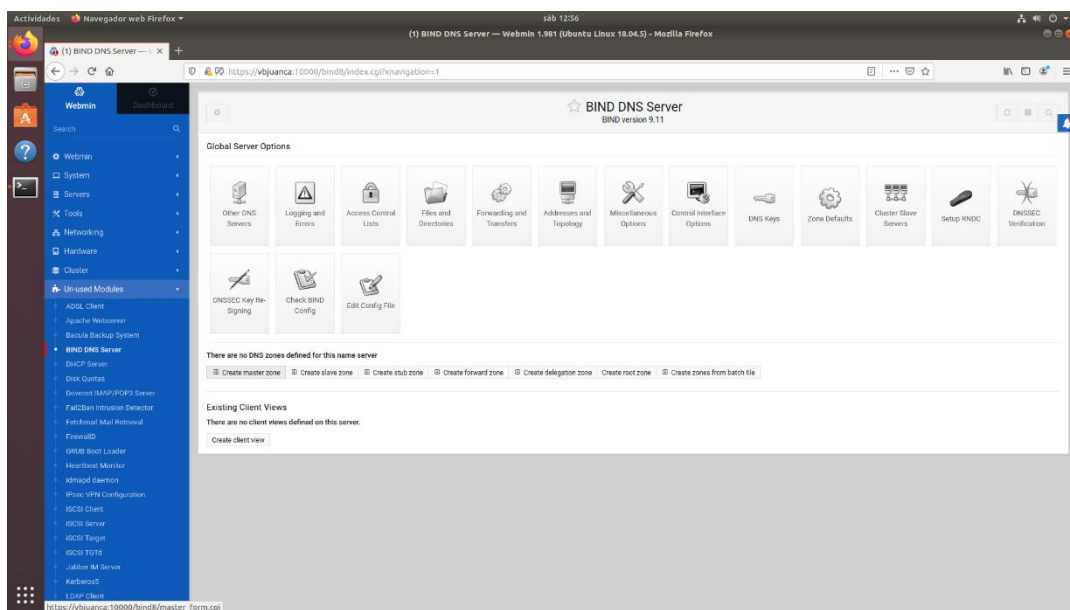 Actividades Navegador web Firefox
sáb 12:56
(1) BIND DNS Server — Webmin 1.981 (Ubuntu Linux 18.04.5) - Mozilla Firefox
(1) BIND DNS Server —
https://vbjuanca:10000/bind8/index.cgi?xnavigation=1
Webmin
Dashboard
Search
Webmin
System
Servers
Tools
Networking
Hardware
Cluster
Un-used Modules
ADSL Client
Apache Webserver
Bacula Backup System
BIND DNS Server
DHCP Server
Disk Quotas
Dovecot IMAP/POP3 Server
Fail2Ban Intrusion Detector
Fetchmail Mail Retrieval
FirewallD
GRUB Boot Loader
Heartbeat Monitor
idmapd daemon
IPsec VPN Configuration
iSCSI Client
iSCSI Server
iSCSI Target
iSCSI TGTd
Jabber IM Server
Kerberos5
LDAP Client
https://vbjuanca:10000/bind8/master_form.cgi
BIND DNS Server
BIND version 9.11
Global Server Options
Other DNS
Servers
Logging and
Errors
Access Control
Lists
Files and
Directories
Forwarding and
Transfers
Addresses and
Topology
Miscellaneous
Options
Control Interface
Options
DNS Keys
Zone Defaults
Cluster Slave
Servers
Setup RNDC
DNSSEC
Verification
DNSSEC Key Re-
Signing
Check BIND
Config
Edit Config File
There are no DNS zones defined for this name server
Create master zone Create slave zone Create stub zone Create forward zone Create delegation zone Create root zone Create zones from batch file
Existing Client Views
There are no client views defined on this server.
Create client view